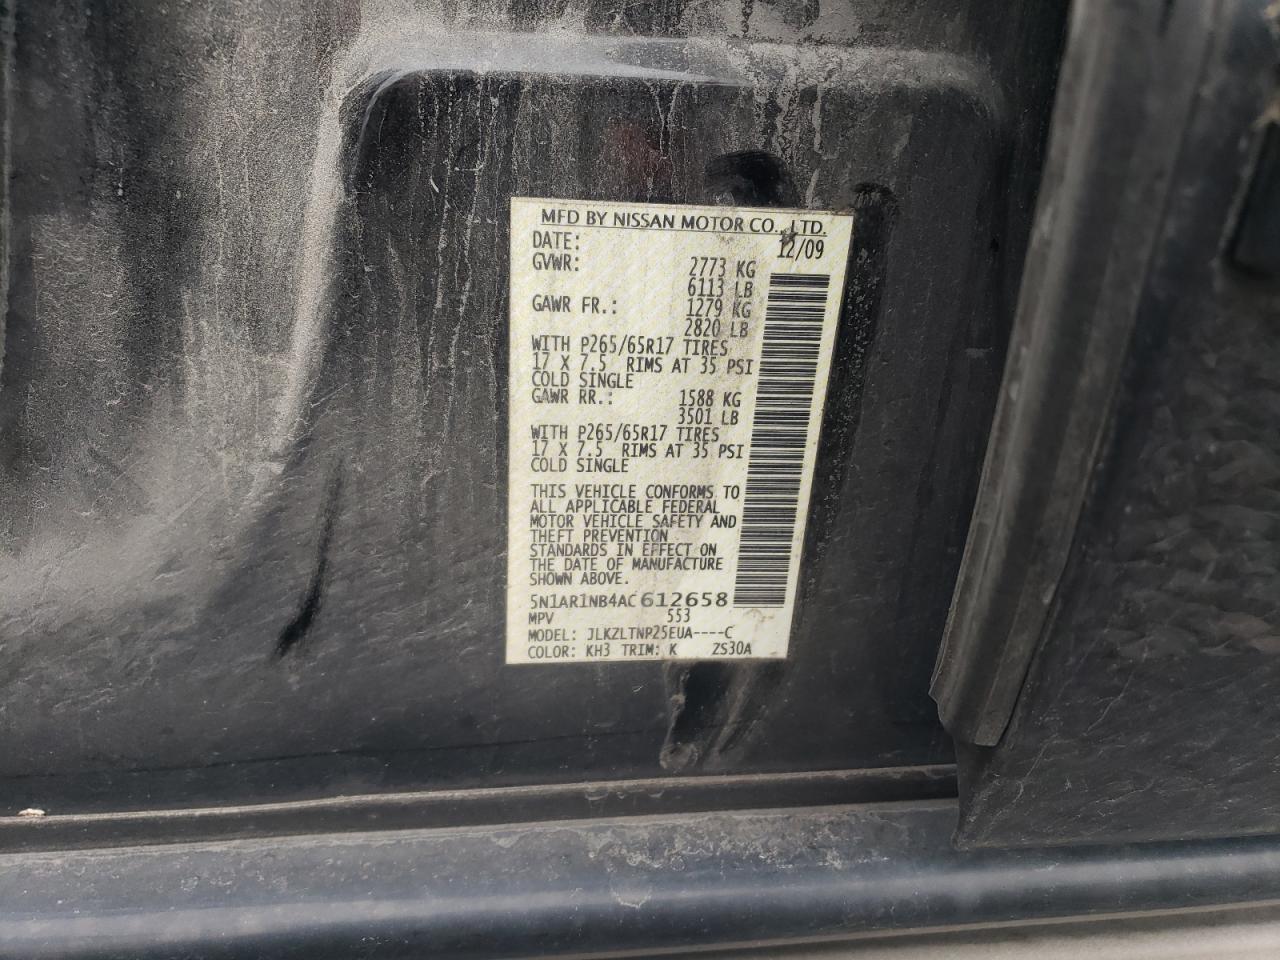 MFD BY NISSAN MOTOR CO., LTD.
DATE: 12/09
GVWR: 2773 KG
6113 LB
GAWR FR.: 1279 KG
2820 LB
WITH P265/65R17 TIRES
17 X 7.5 RIMS AT 35 PSI
COLD SINGLE
GAWR RR.: 1588 KG
3501 LB
WITH P265/65R17 TIRES
17 X 7.5 RIMS AT 35 PSI
COLD SINGLE
THIS VEHICLE CONFORMS TO
ALL APPLICABLE FEDERAL
MOTOR VEHICLE SAFETY AND
THEFT PREVENTION
STANDARDS IN EFFECT ON
THE DATE OF MANUFACTURE
SHOWN ABOVE.
5N1AR1NB4AC612658
MPV 553
MODEL: JLKZLTNP25EUA----C
COLOR: KH3 TRIM: K ZS30A